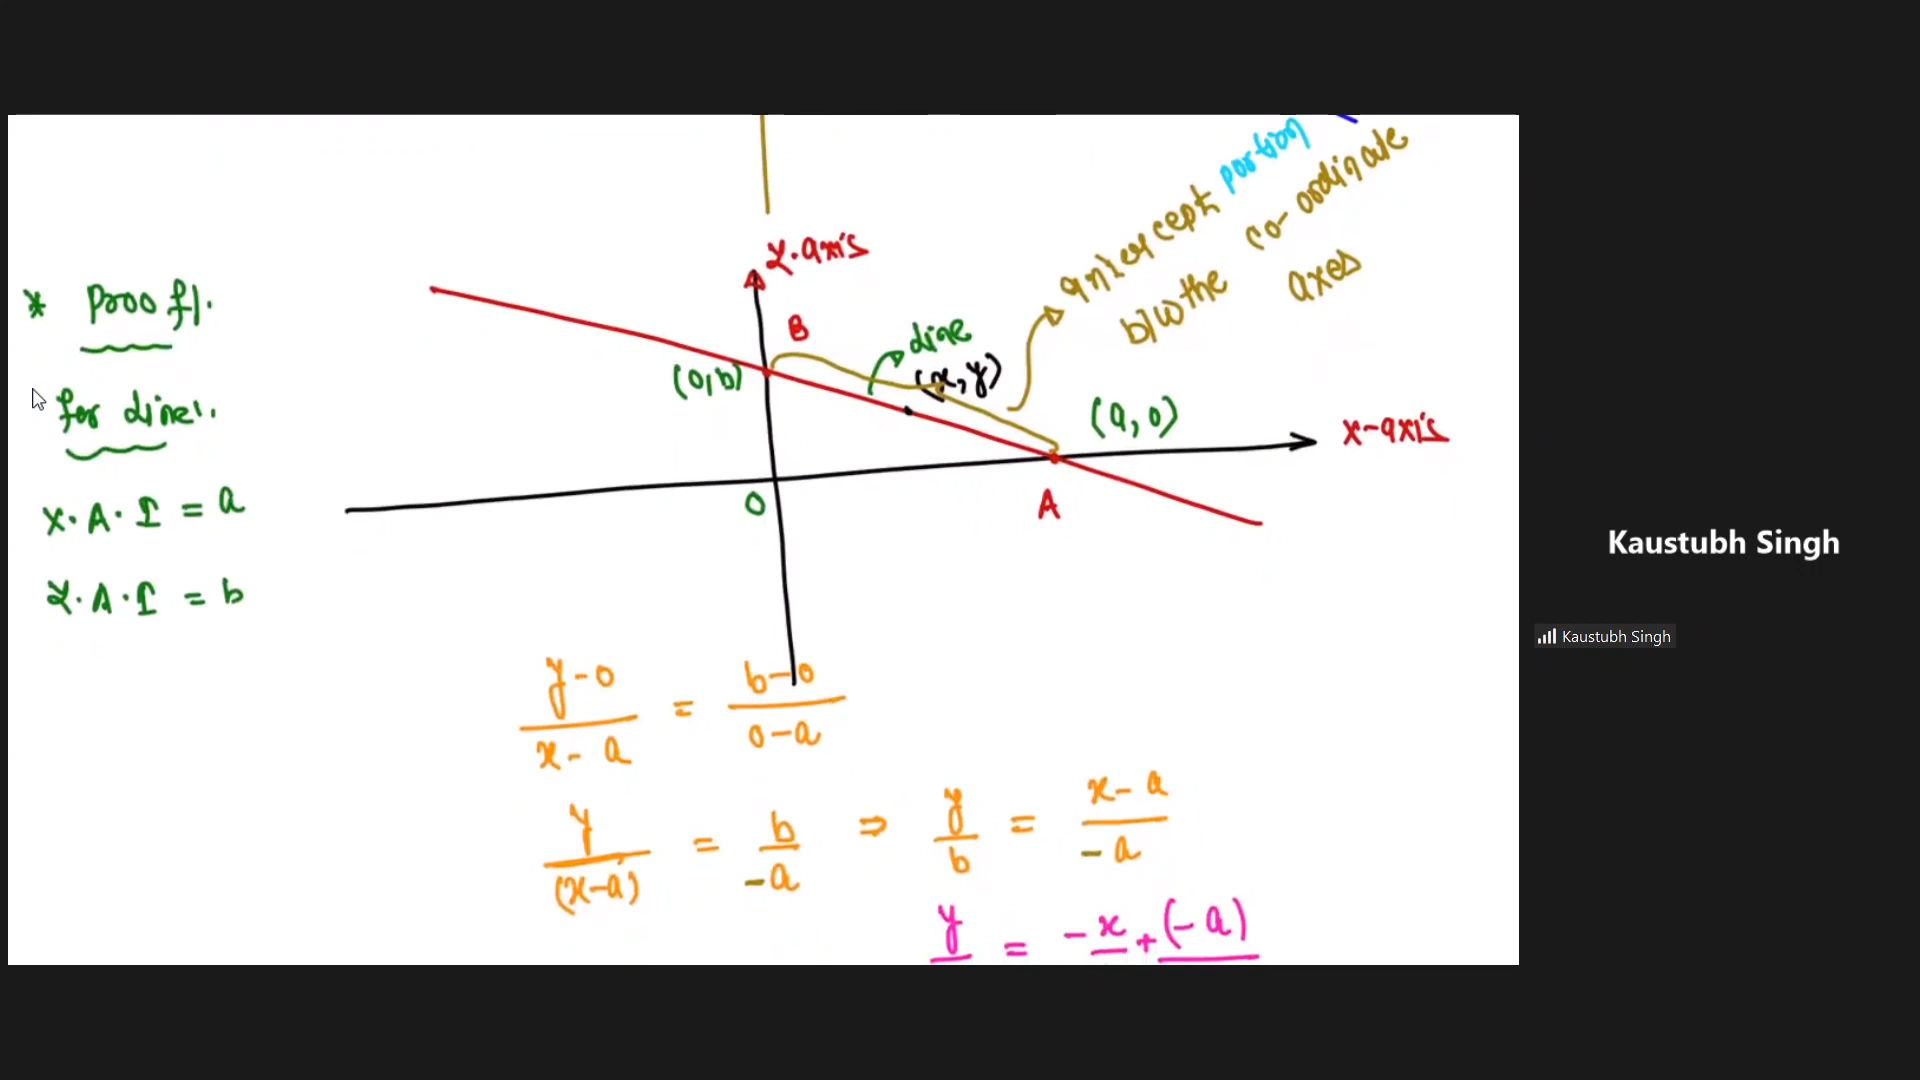 portion
intercept
b/w the co-ordinate
axes
Y-axis
* Proof:
B
line
(x, y)
(0, b)
(a, 0)
X-axis
for line:
O
A
X.A.I = a
Y.A.I = b
y-0 / x-a = b-0 / 0-a
y / (x-a) = b / -a ⇒ y / b = x-a / -a
y = -x + (-a)
Kaustubh Singh
Kaustubh Singh